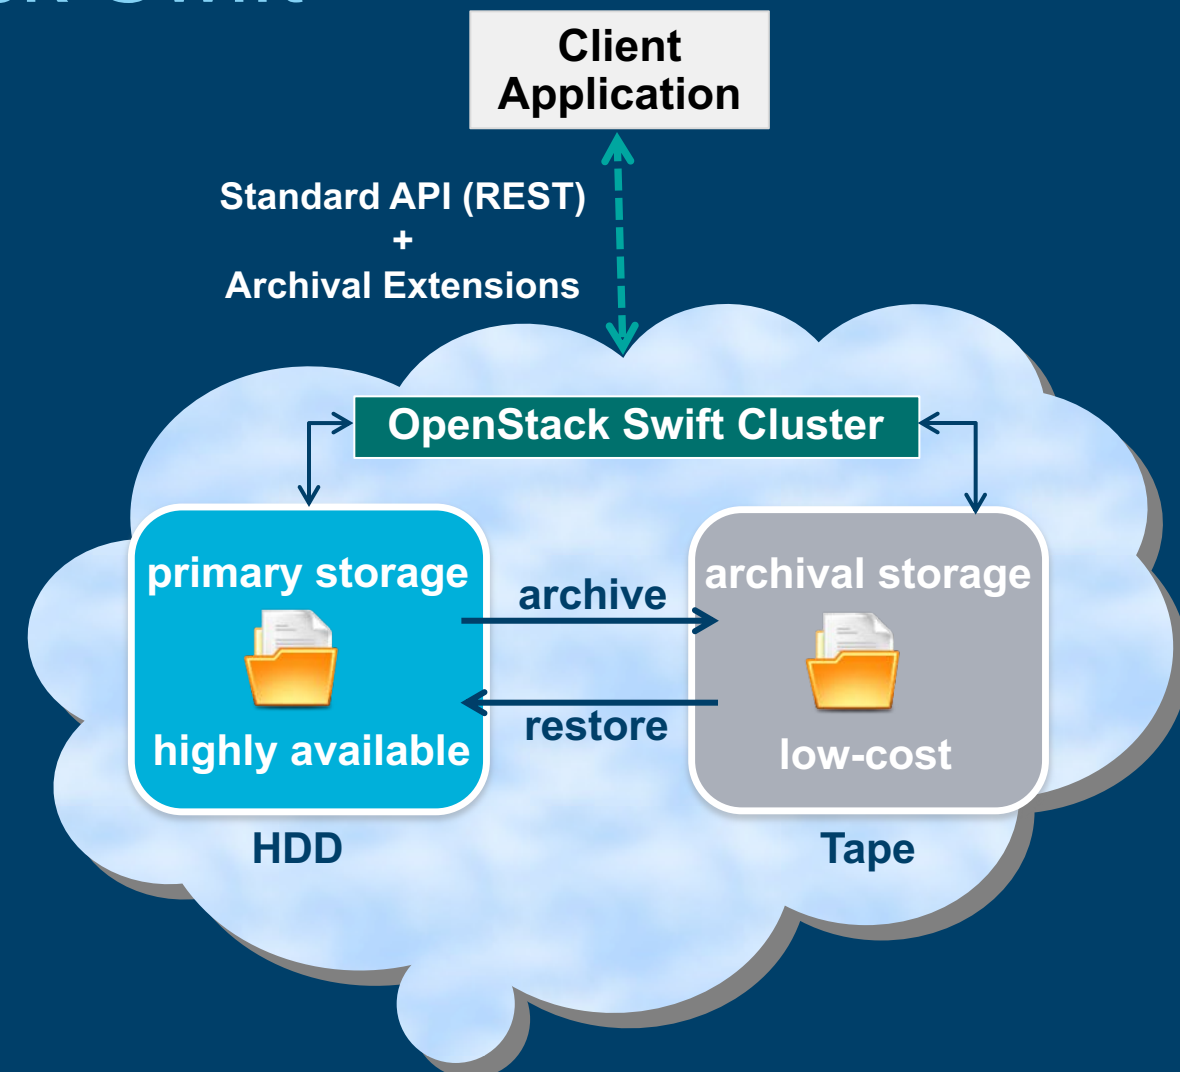 Client
Application
Standard API (REST)
+
Archival Extensions
OpenStack Swift Cluster
primary storage
highly available
archive
restore
archival storage
low-cost
HDD
Tape